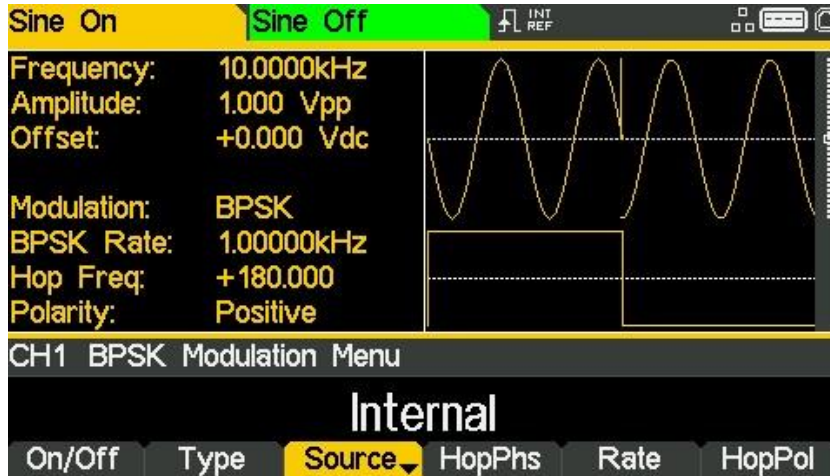 Sine On Sine Off INT REF
Frequency: 10.0000kHz
Amplitude: 1.000 Vpp
Offset: +0.000 Vdc
Modulation: BPSK
BPSK Rate: 1.00000kHz
Hop Freq: +180.000
Polarity: Positive
CH1 BPSK Modulation Menu
Internal
On/Off Type Source HopPhs Rate HopPol